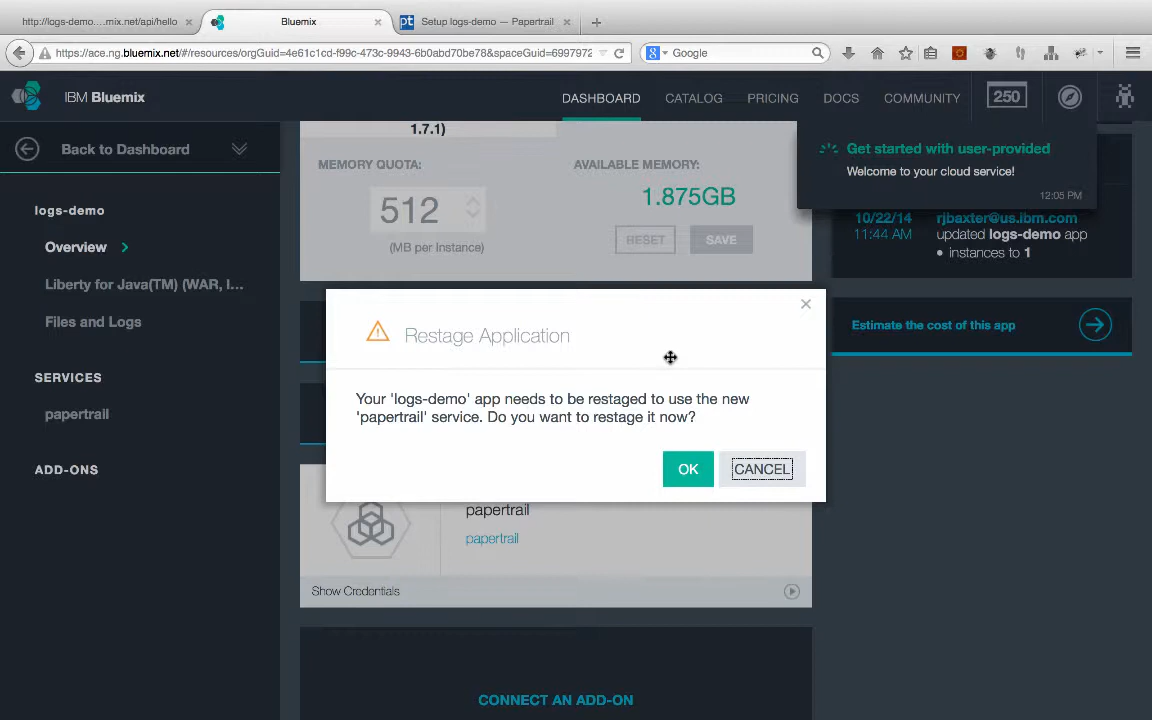 http://logs-demo....mix.net/api/hello
Bluemix
Setup logs-demo — Papertrail
https://ace.ng.bluemix.net/#/resources/orgGuid=4e61c1cd-f99c-473c-9943-6b0abd70be78&spaceGuid=6997972
Google
IBM Bluemix
DASHBOARD
CATALOG
PRICING
DOCS
COMMUNITY
250
Back to Dashboard
logs-demo
Overview
Liberty for Java(TM) (WAR, l...
Files and Logs
SERVICES
papertrail
ADD-ONS
1.7.1)
MEMORY QUOTA:
512
(MB per Instance)
AVAILABLE MEMORY:
1.875GB
RESET
SAVE
Get started with user-provided
Welcome to your cloud service!
12:05 PM
10/22/14
11:44 AM
rjbaxter@us.ibm.com
updated logs-demo app
• instances to 1
Estimate the cost of this app
Restage Application
Your 'logs-demo' app needs to be restaged to use the new
'papertrail' service. Do you want to restage it now?
OK
CANCEL
papertrail
papertrail
Show Credentials
CONNECT AN ADD-ON